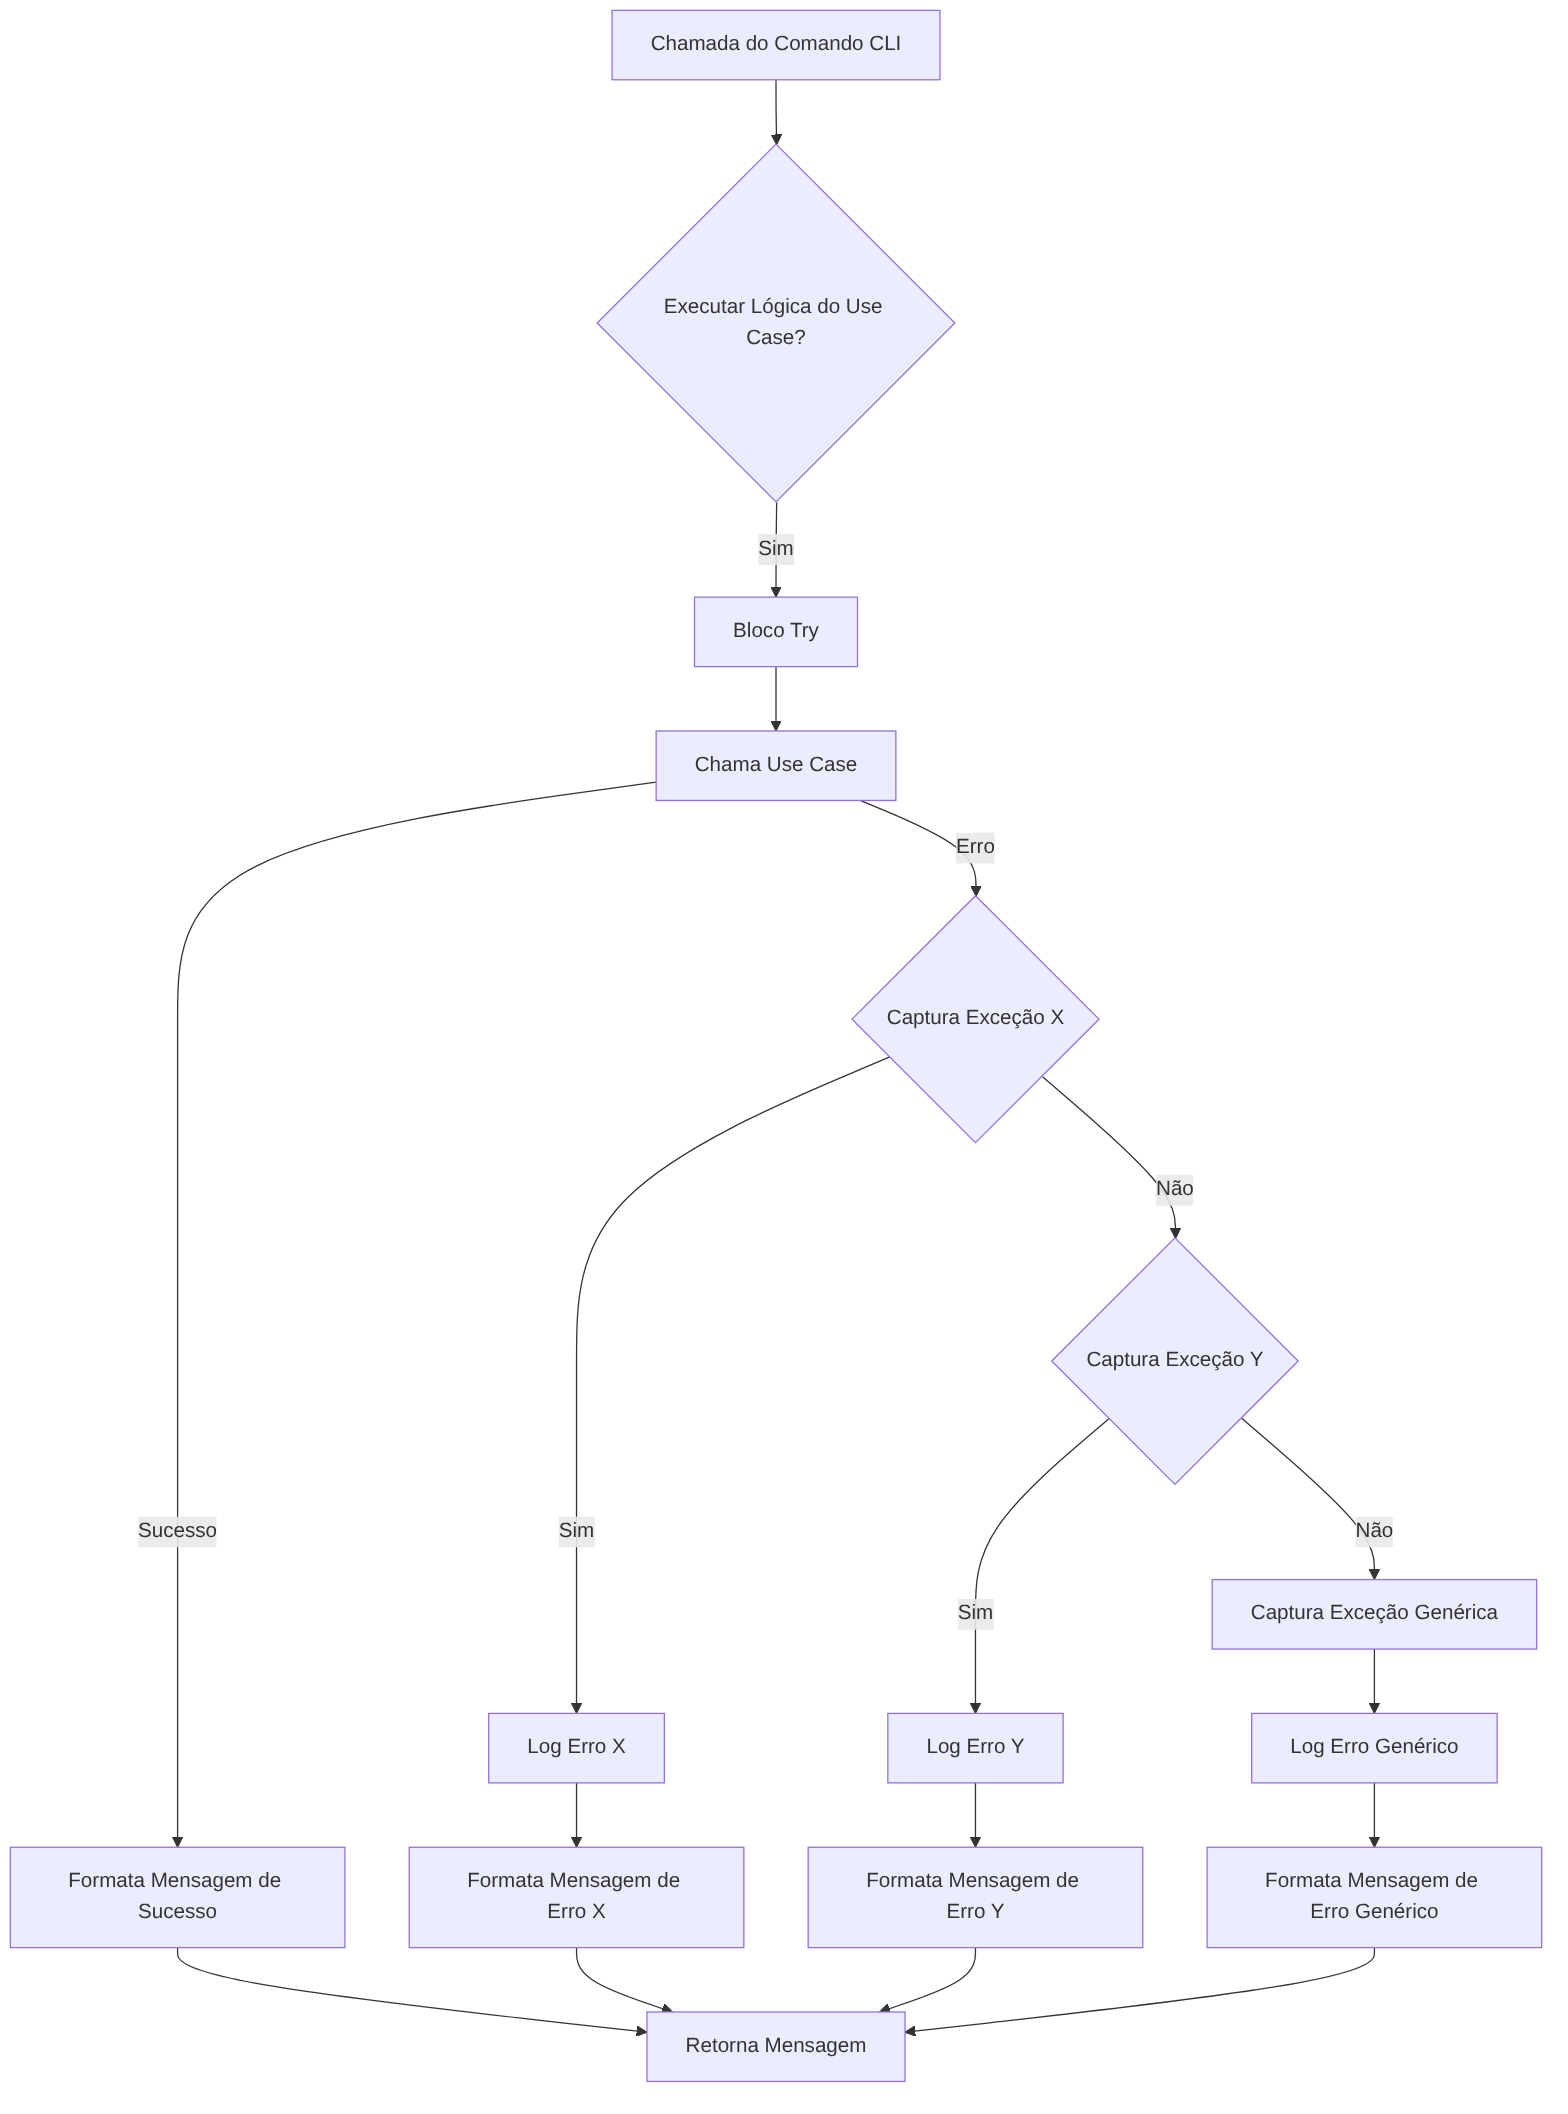 Chamada do Comando CLI
Executar Lógica do Use
Case?
Sim
Bloco Try
Chama Use Case
Erro
Captura Exceção X
Não
Captura Exceção Y
Sucesso
Sim
Não
Sim
Captura Exceção Genérica
Log Erro X
Log Erro Y
Log Erro Genérico
Formata Mensagem de
Sucesso
Formata Mensagem de
Erro X
Formata Mensagem de
Erro Y
Formata Mensagem de
Erro Genérico
Retorna Mensagem